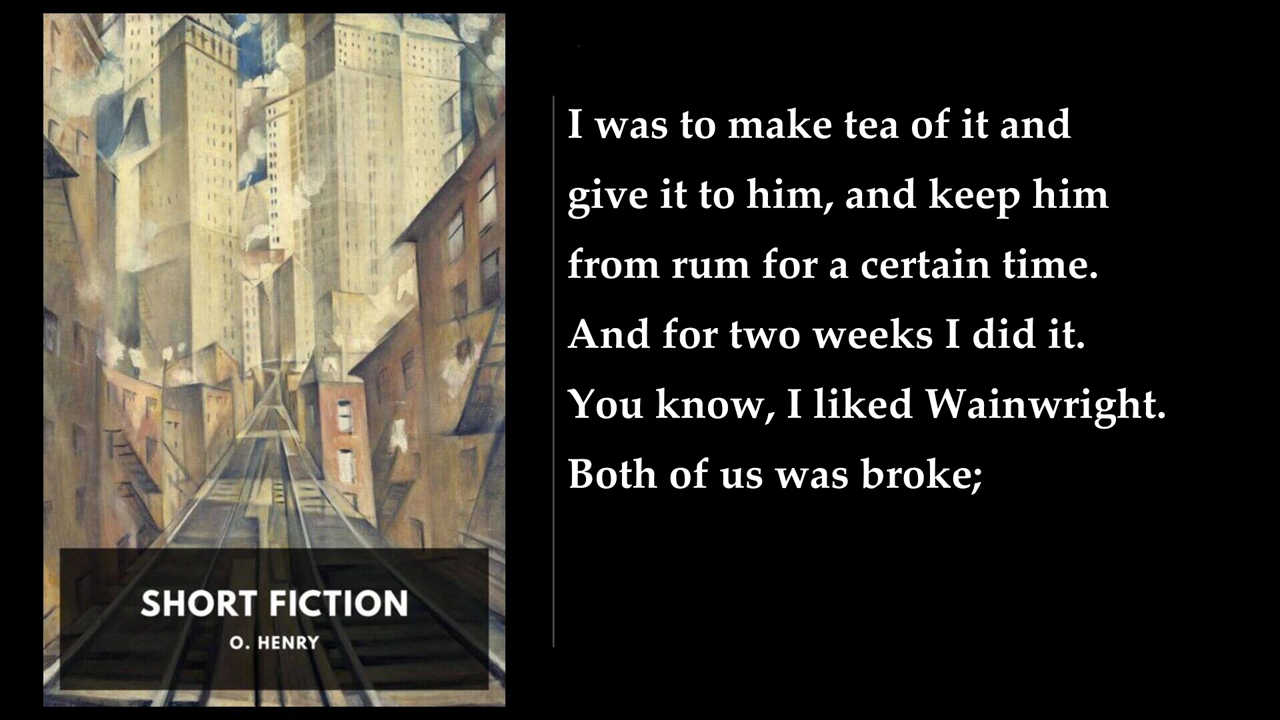 SHORT FICTION
O. HENRY
I was to make tea of it and
give it to him, and keep him
from rum for a certain time.
And for two weeks I did it.
You know, I liked Wainwright.
Both of us was broke;